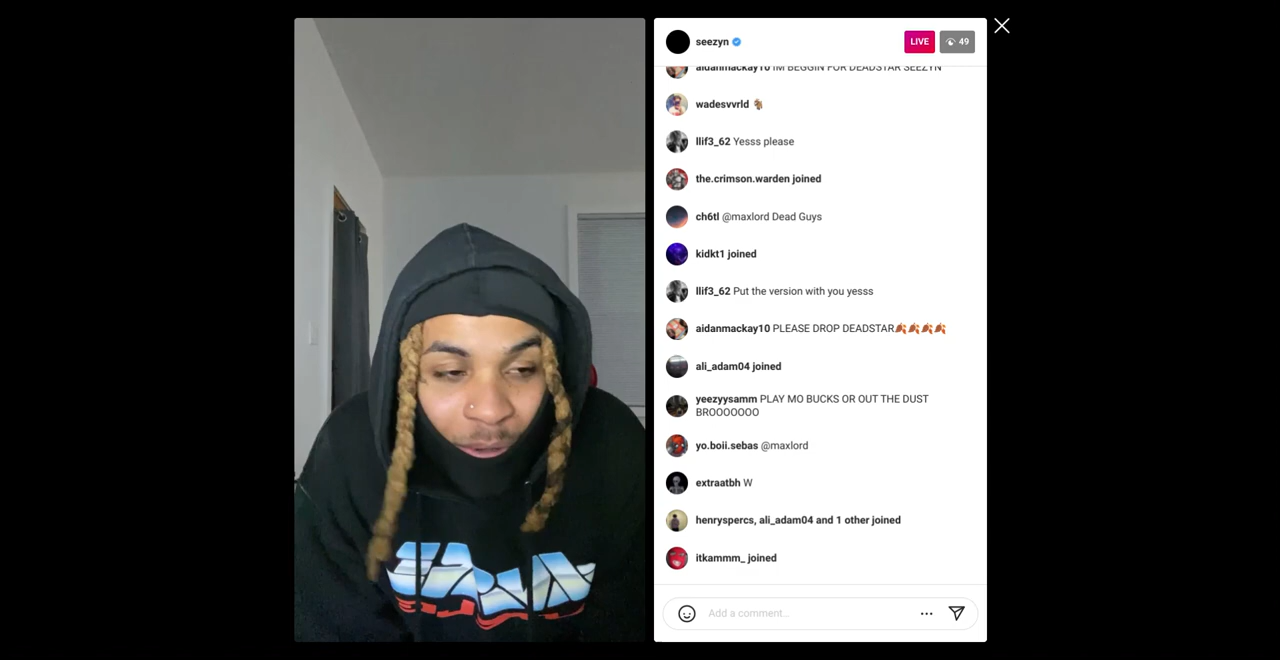 seezyn
LIVE
49
aidanmackay10 IM BEGGIN FOR DEADSTAR SEEZYN
wadesvvrld
llif3_62 Yesss please
the.crimson.warden joined
ch6tl @maxlord Dead Guys
kidkt1 joined
llif3_62 Put the version with you yesss
aidanmackay10 PLEASE DROP DEADSTAR🍂🍂🍂🍂
ali_adam04 joined
yeezyysamm PLAY MO BUCKS OR OUT THE DUST
BROOOOOOO
yo.boii.sebas @maxlord
extraatbh W
henryspercs, ali_adam04 and 1 other joined
itkammm_ joined
Add a comment...